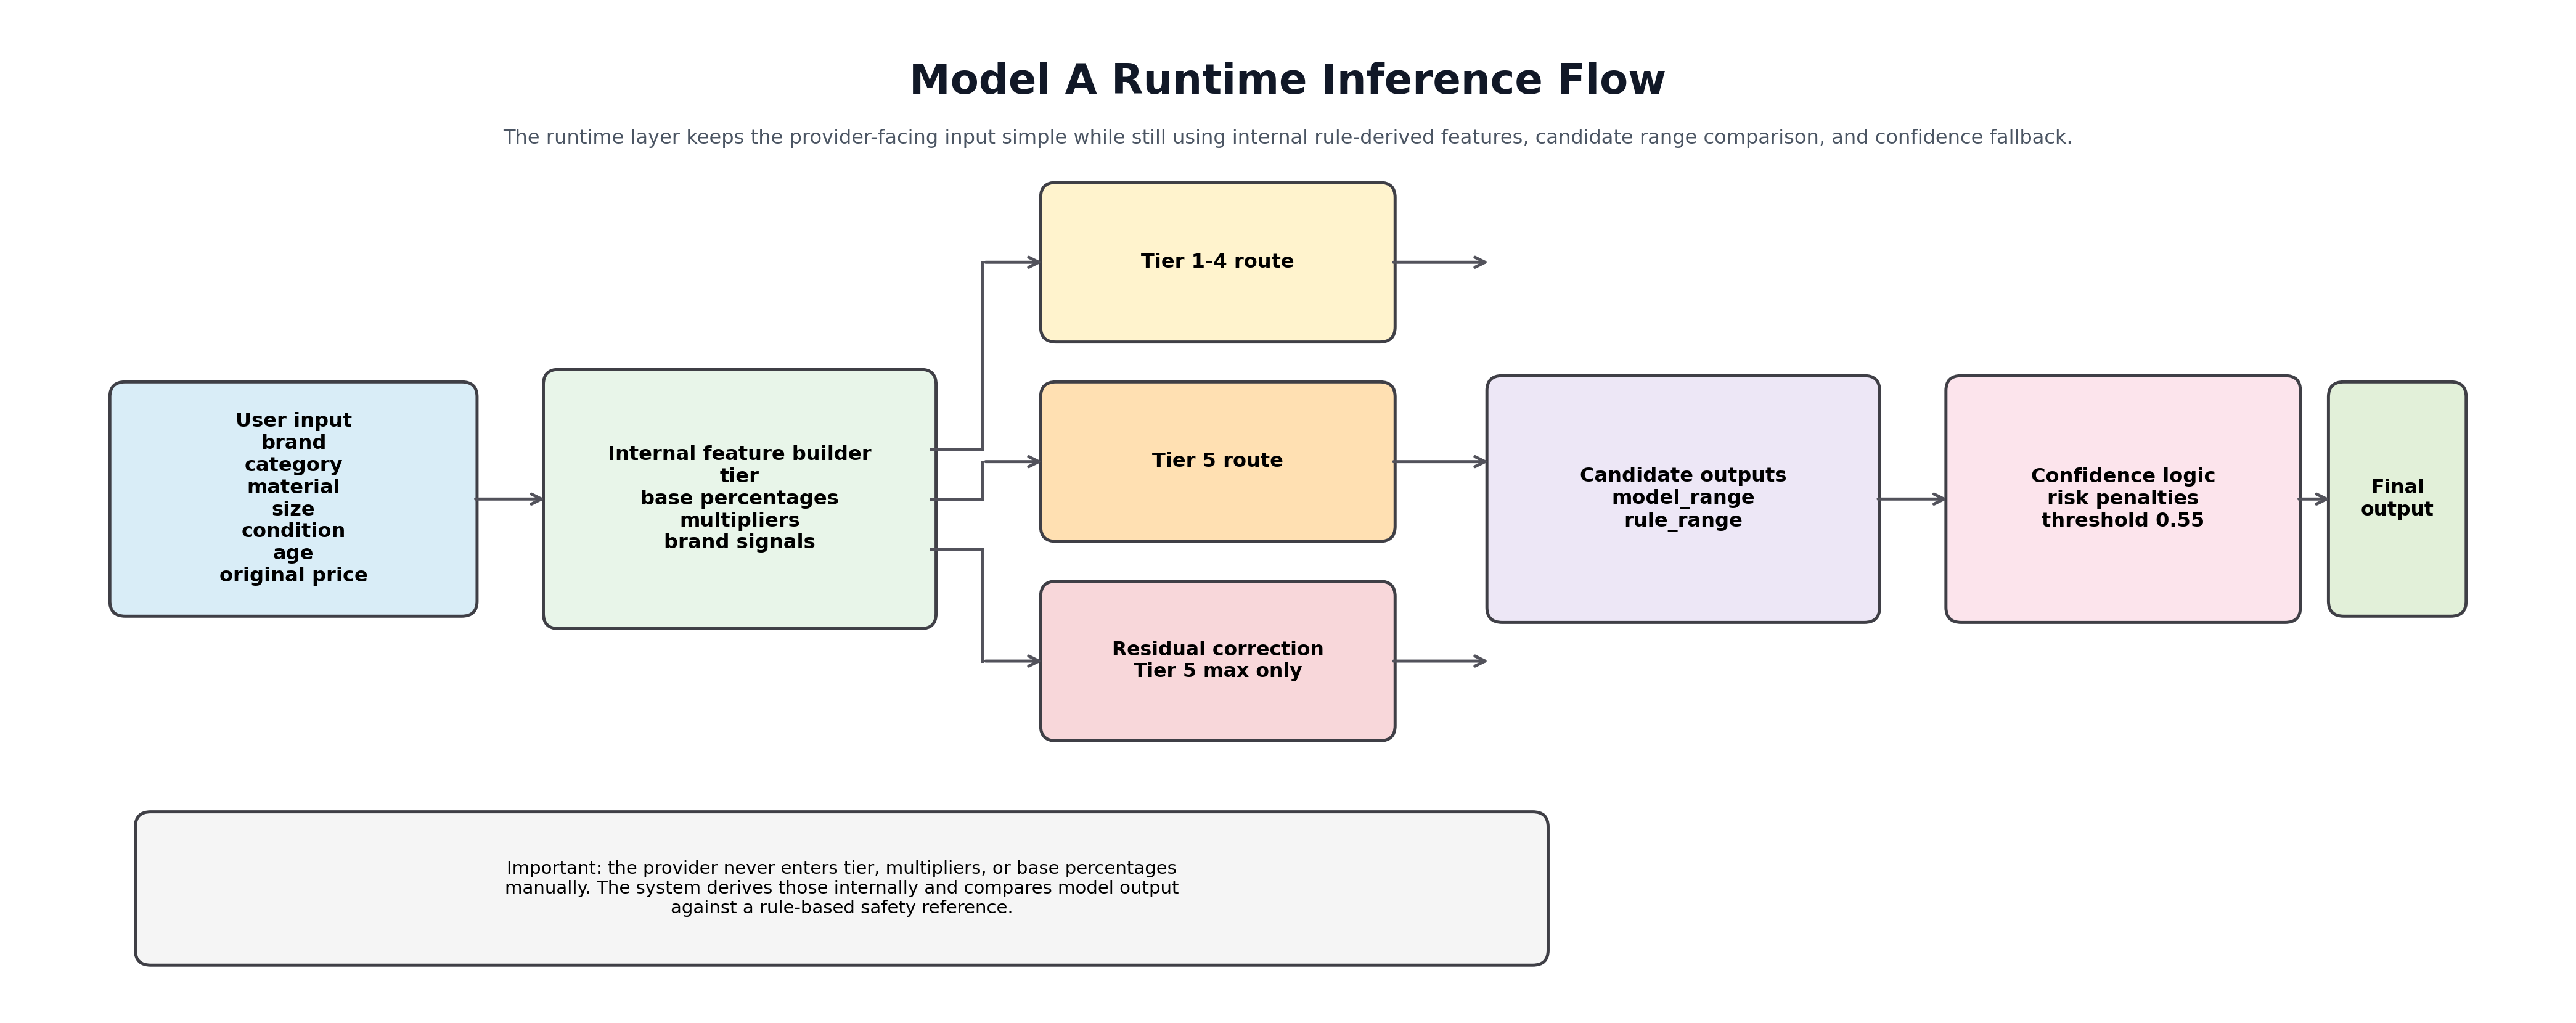 Model A Runtime Inference Flow
The runtime layer keeps the provider-facing input simple while still using internal rule-derived features, candidate range comparison, and confidence fallback.
User input
brand
category
material
size
condition
age
original price
Internal feature builder
tier
base percentages
multipliers
brand signals
Tier 1-4 route
Tier 5 route
Residual correction
Tier 5 max only
Candidate outputs
model_range
rule_range
Confidence logic
risk penalties
threshold 0.55
Final
output
Important: the provider never enters tier, multipliers, or base percentages
manually. The system derives those internally and compares model output
against a rule-based safety reference.